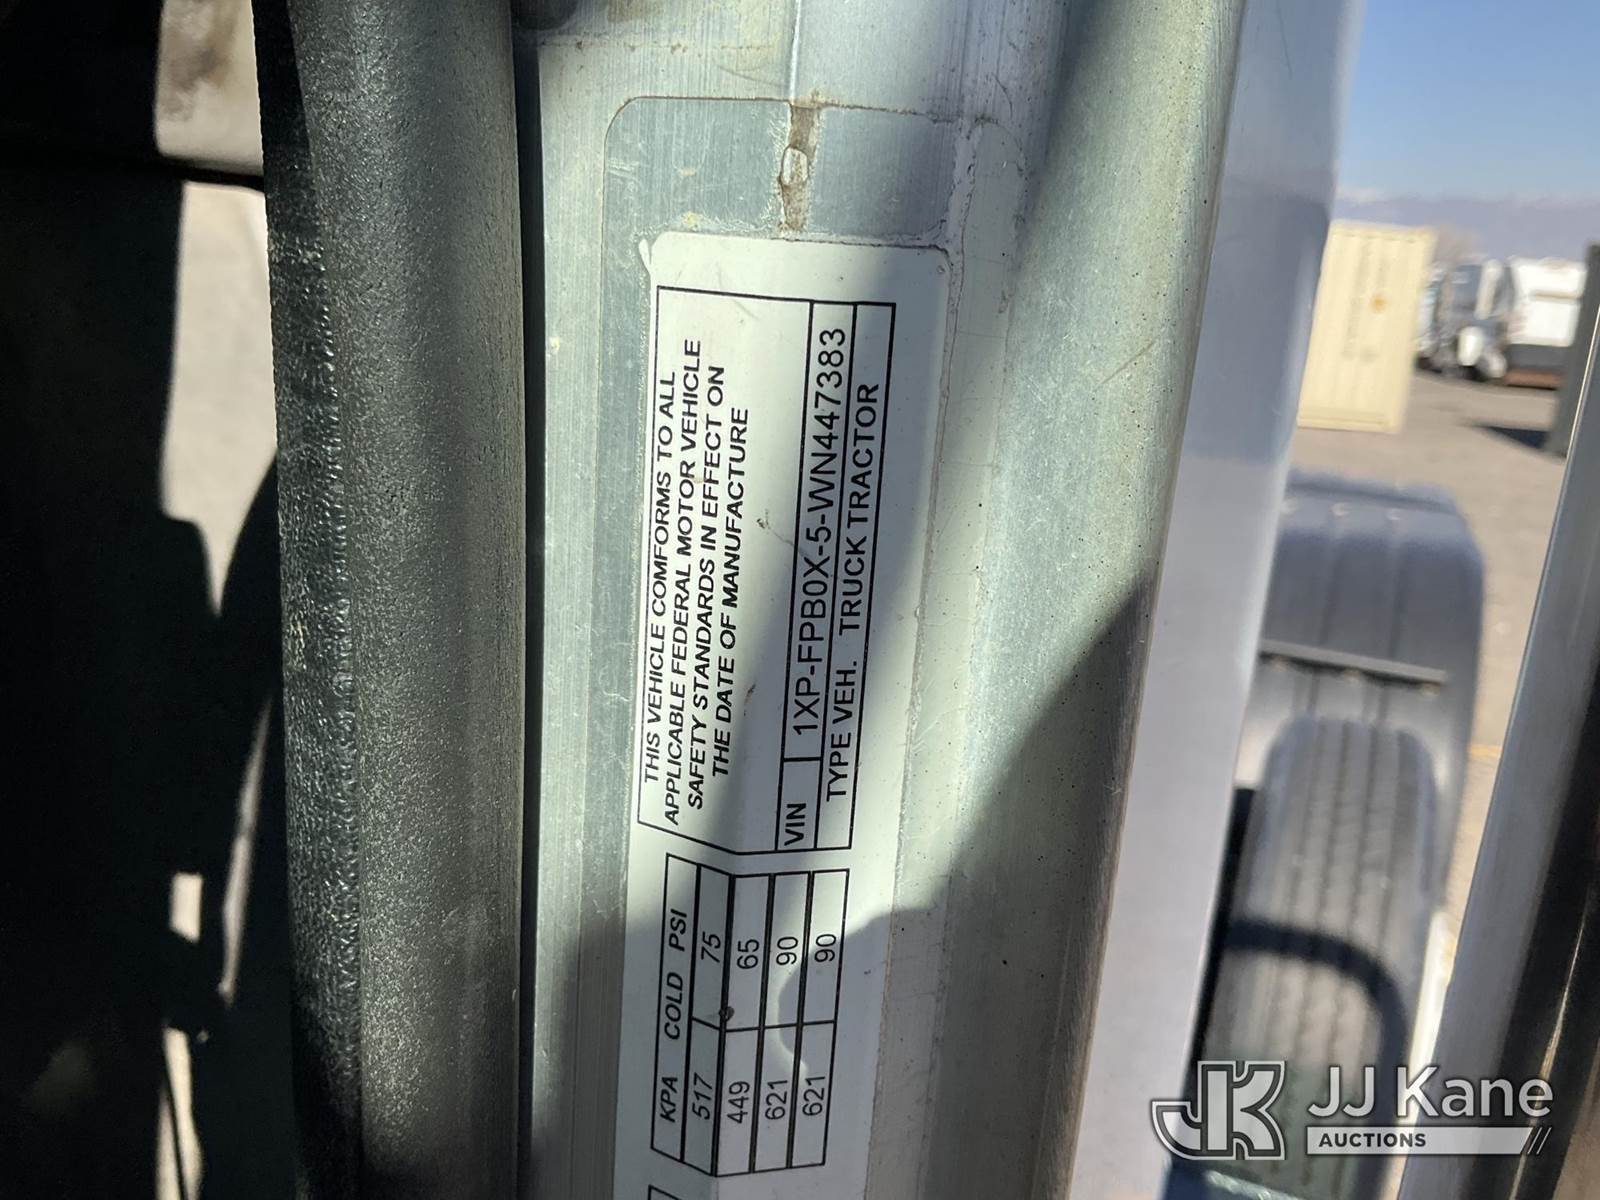 THIS VEHICLE COMFORMS TO ALL
APPLICABLE FEDERAL MOTOR VEHICLE
SAFETY STANDARDS IN EFFECT ON
THE DATE OF MANUFACTURE
VIN 1XP-FPB0X-5-WN447383
TYPE VEH. TRUCK TRACTOR
KPA COLD PSI
517 75
449 65
621 90
621 90
JJ Kane
AUCTIONS